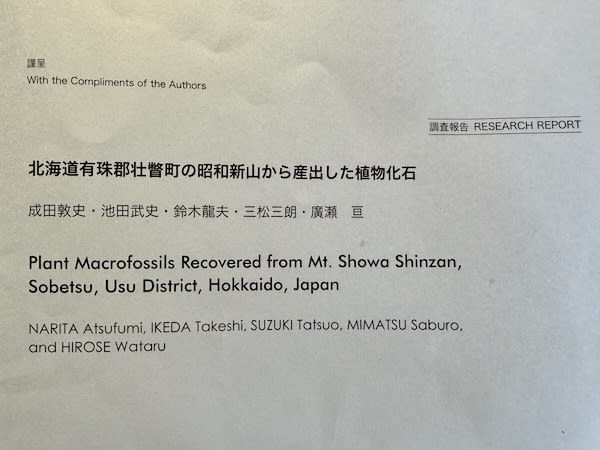 謹呈
With the Compliments of the Authors
調査報告 RESEARCH REPORT
北海道有珠郡壮瞥町の昭和新山から産出した植物化石
成田敦史・池田武史・鈴木龍夫・三松三朗・廣瀬 亘
Plant Macrofossils Recovered from Mt. Showa Shinzan,
Sobetsu, Usu District, Hokkaido, Japan
NARITA Atsufumi, IKEDA Takeshi, SUZUKI Tatsuo, MIMATSU Saburo,
and HIROSE Wataru